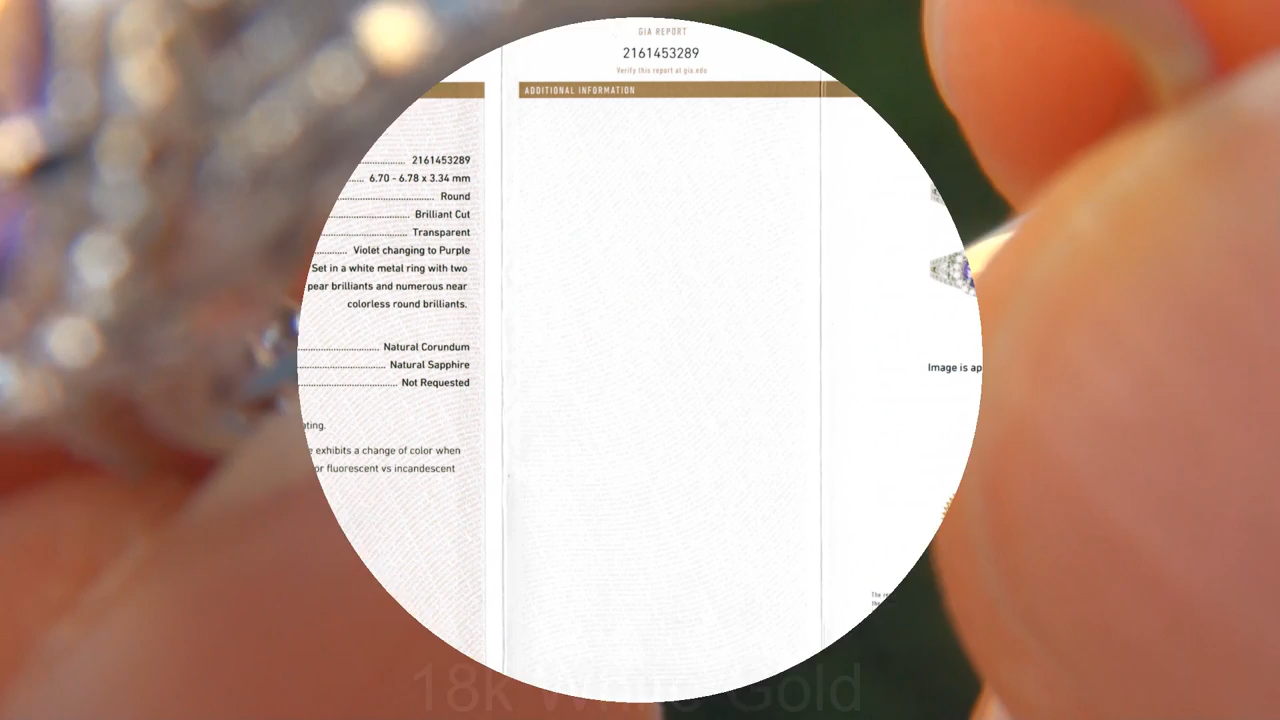 GIA REPORT
2161453289
Verify this report at gia.edu
ADDITIONAL INFORMATION
2161453289
6.70 - 6.78 x 3.34 mm
Round
Brilliant Cut
Transparent
Violet changing to Purple
Set in a white metal ring with two
pear brilliants and numerous near
colorless round brilliants.
Natural Corundum
Natural Sapphire
Not Requested
exhibits a change of color when
or fluorescent vs incandescent
Image is
18k White Gold